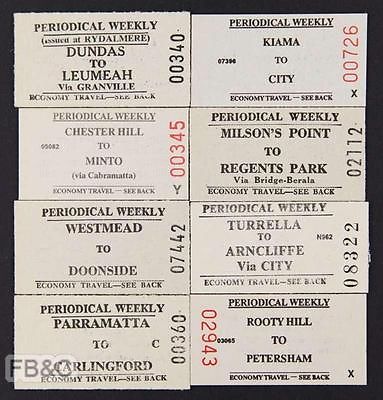 PERIODICAL WEEKLY
(issued at RYDALMERE)
DUNDAS
TO
LEUMEAH
Via GRANVILLE
ECONOMY TRAVEL—SEE BACK
00340
PERIODICAL WEEKLY
KIAMA
07396 TO
CITY
ECONOMY TRAVEL—SEE BACK
X
00726
PERIODICAL WEEKLY
CHESTER HILL
05082 TO
MINTO
(via Cabramatta)
ECONOMY TRAVEL—SEE BACK
Y
00345
PERIODICAL WEEKLY
MILSON'S POINT
TO
REGENTS PARK
Via Bridge-Berala
ECONOMY TRAVEL—SEE BACK
02112
PERIODICAL WEEKLY
WESTMEAD
TO
DOONSIDE
ECONOMY TRAVEL—SEE BACK
07442
PERIODICAL WEEKLY
TURRELLA
TO N962
ARNCLIFFE
Via CITY
ECONOMY TRAVEL—SEE BACK
08322
PERIODICAL WEEKLY
PARRAMATTA
TO C
CARLINGFORD
ECONOMY TRAVEL—SEE BACK
00360
PERIODICAL WEEKLY
ROOTY HILL
03065 TO
PETERSHAM
ECONOMY TRAVEL—SEE BACK
X
02943
FB&C